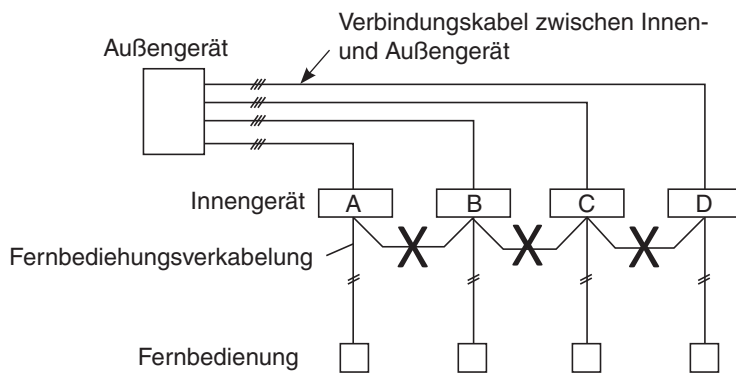 Verbindungskabel zwischen Innen-
und Außengerät
Außengerät
Innengerät
A
B
C
D
Fernbediehungsverkabelung
Fernbedienung